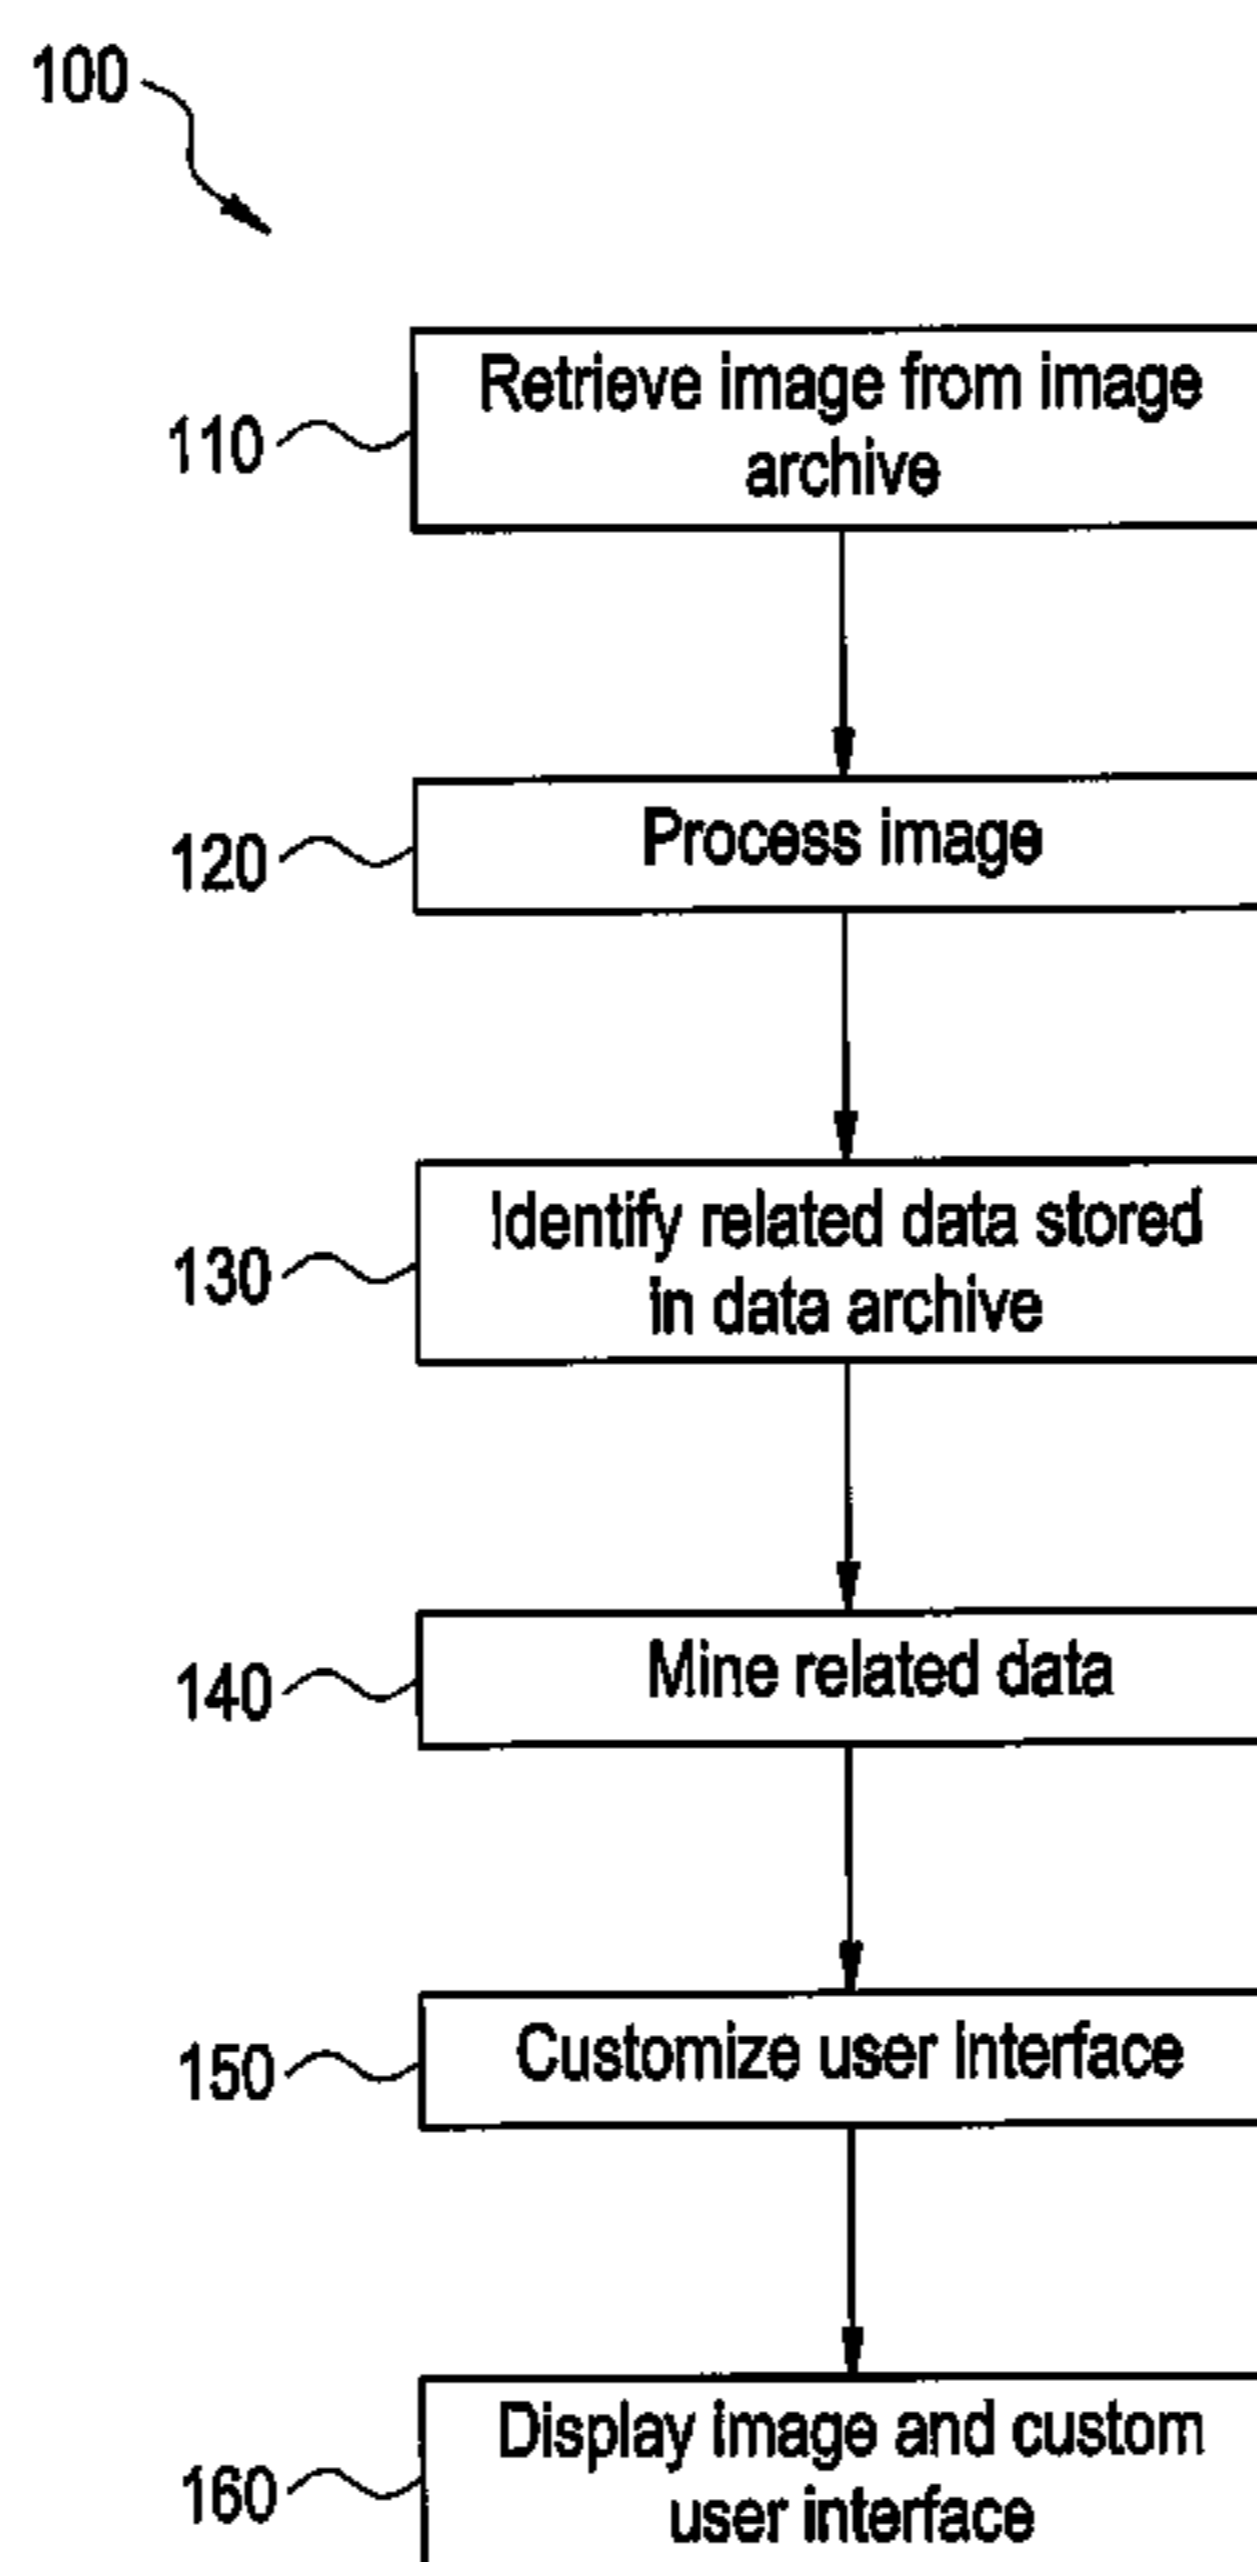 100
110
Retrieve image from image
archive
120
Process image
130
Identify related data stored
in data archive
140
Mine related data
150
Customize user interface
160
Display image and custom
user interface